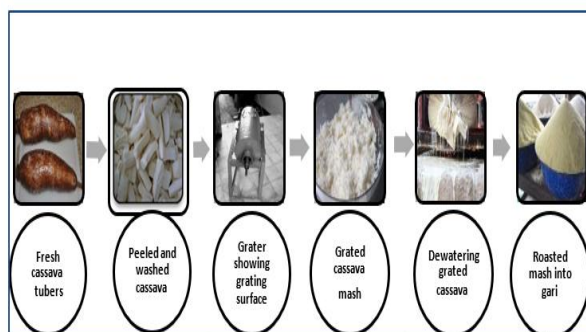 Fresh
cassava
tubers
Peeled and
washed
cassava
Grater
showing
grating
surface
Grated
cassava
mash
Dewatering
grated
cassava
Roasted
mash into
gari